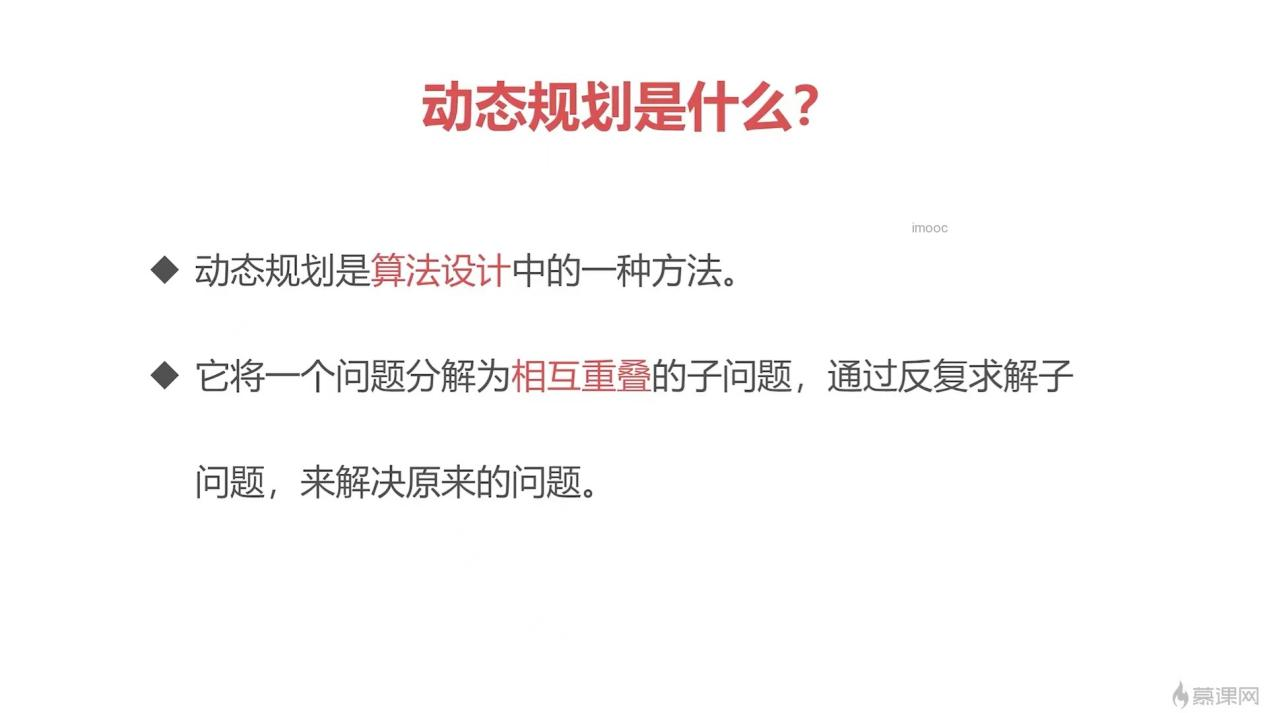 动态规划是什么？
imooc
◆ 动态规划是算法设计中的一种方法。
◆ 它将一个问题分解为相互重叠的子问题，通过反复求解子
问题，来解决原来的问题。
慕课网